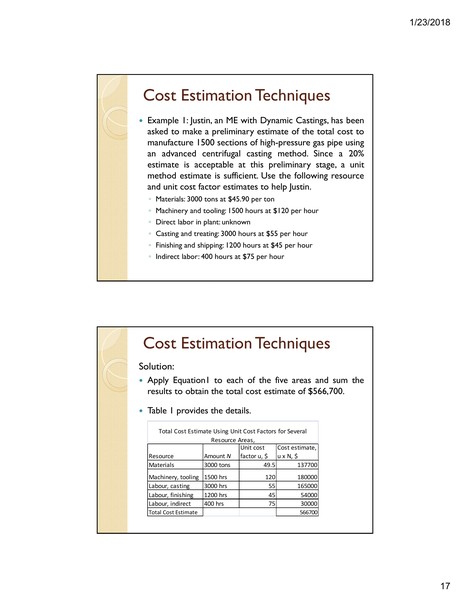 1/23/2018
Cost Estimation Techniques
Example 1: Justin, an ME with Dynamic Castings, has been
asked to make a preliminary estimate of the total cost to
manufacture 1500 sections of high-pressure gas pipe using
an advanced centrifugal casting method. Since a 20%
estimate is acceptable at this preliminary stage, a unit
method estimate is sufficient. Use the following resource
and unit cost factor estimates to help Justin.
Materials: 3000 tons at $45.90 per ton
Machinery and tooling: 1500 hours at $120 per hour
Direct labor in plant: unknown
Casting and treating: 3000 hours at $55 per hour
Finishing and shipping: 1200 hours at $45 per hour
Indirect labor: 400 hours at $75 per hour
Cost Estimation Techniques
Solution:
Apply Equation1 to each of the five areas and sum the
results to obtain the total cost estimate of $566,700.
Table 1 provides the details.
Total Cost Estimate Using Unit Cost Factors for Several
Resource Areas,
Resource Amount N Unit cost factor u, $ Cost estimate, u x N, $
Materials 3000 tons 49.5 137700
Machinery, tooling 1500 hrs 120 180000
Labour, casting 3000 hrs 55 165000
Labour, finishing 1200 hrs 45 54000
Labour, indirect 400 hrs 75 30000
Total Cost Estimate 566700
17